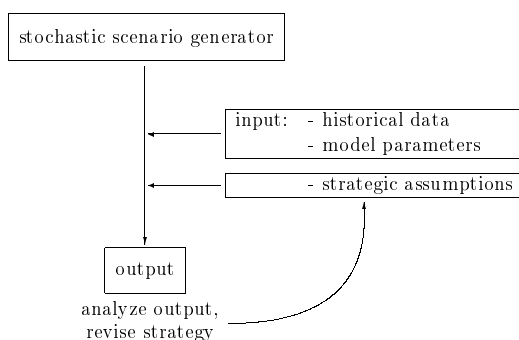 stochastic scenario generator
input: - historical data
- model parameters
- strategic assumptions
output
analyze output,
revise strategy